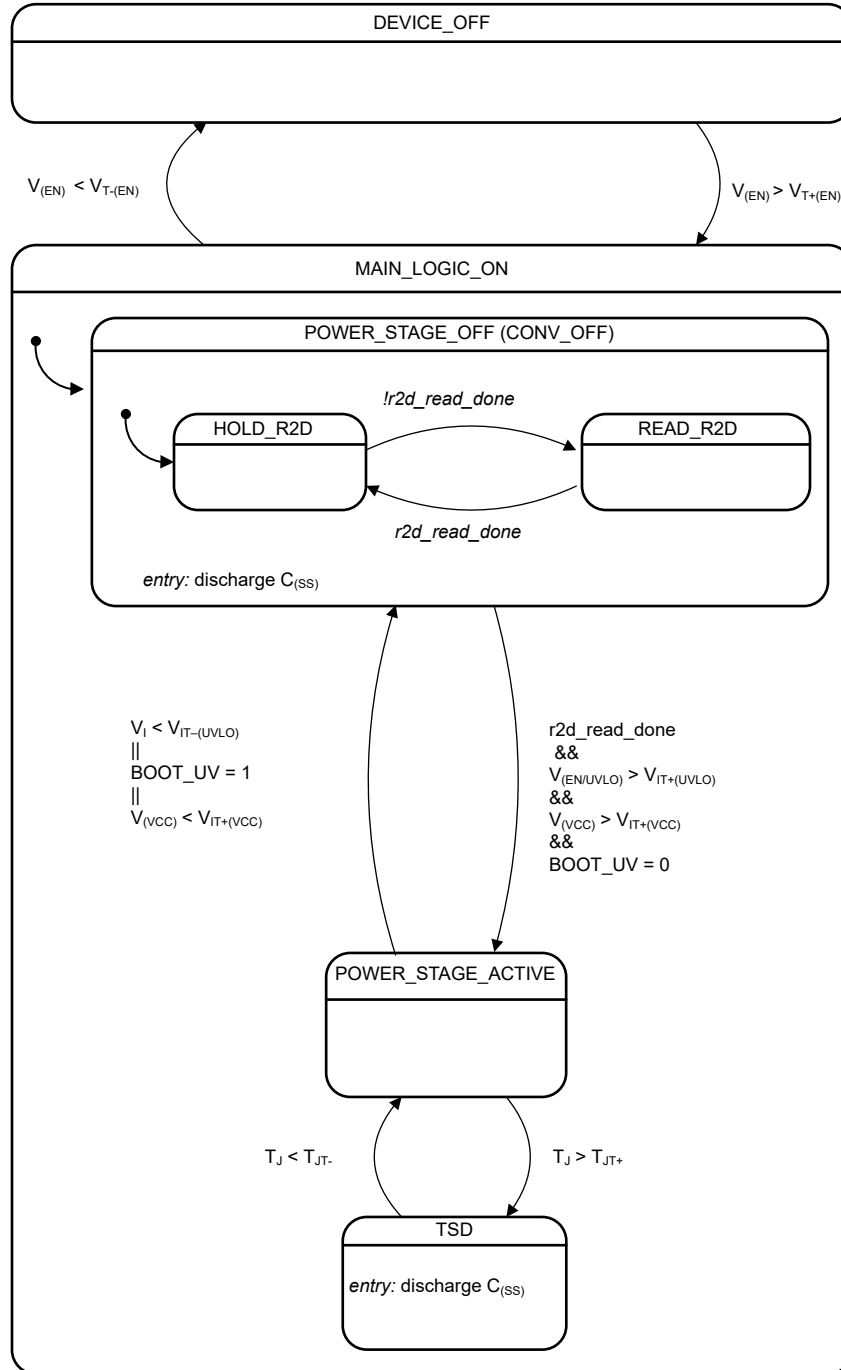 DEVICE_OFF
V(EN) < VT-(EN)
V(EN) > VT+(EN)
MAIN_LOGIC_ON
POWER_STAGE_OFF (CONV_OFF)
!r2d_read_done
HOLD_R2D
READ_R2D
r2d_read_done
entry: discharge C(SS)
VI < VIT–(UVLO)
||
BOOT_UV = 1
||
V(VCC) < VIT+(VCC)
r2d_read_done
&&
V(EN/UVLO) > VIT+(UVLO)
&&
V(VCC) > VIT+(VCC)
&&
BOOT_UV = 0
POWER_STAGE_ACTIVE
TJ < TJT-
TJ > TJT+
TSD
entry: discharge C(SS)